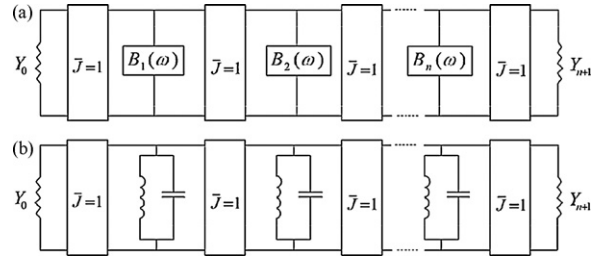 (a)
Y₀ J̄=1 B₁(ω) J̄=1 B₂(ω) J̄=1 Bₙ(ω) J̄=1 Yₙ₊₁
(b)
Y₀ J̄=1 J̄=1 J̄=1 J̄=1 Yₙ₊₁